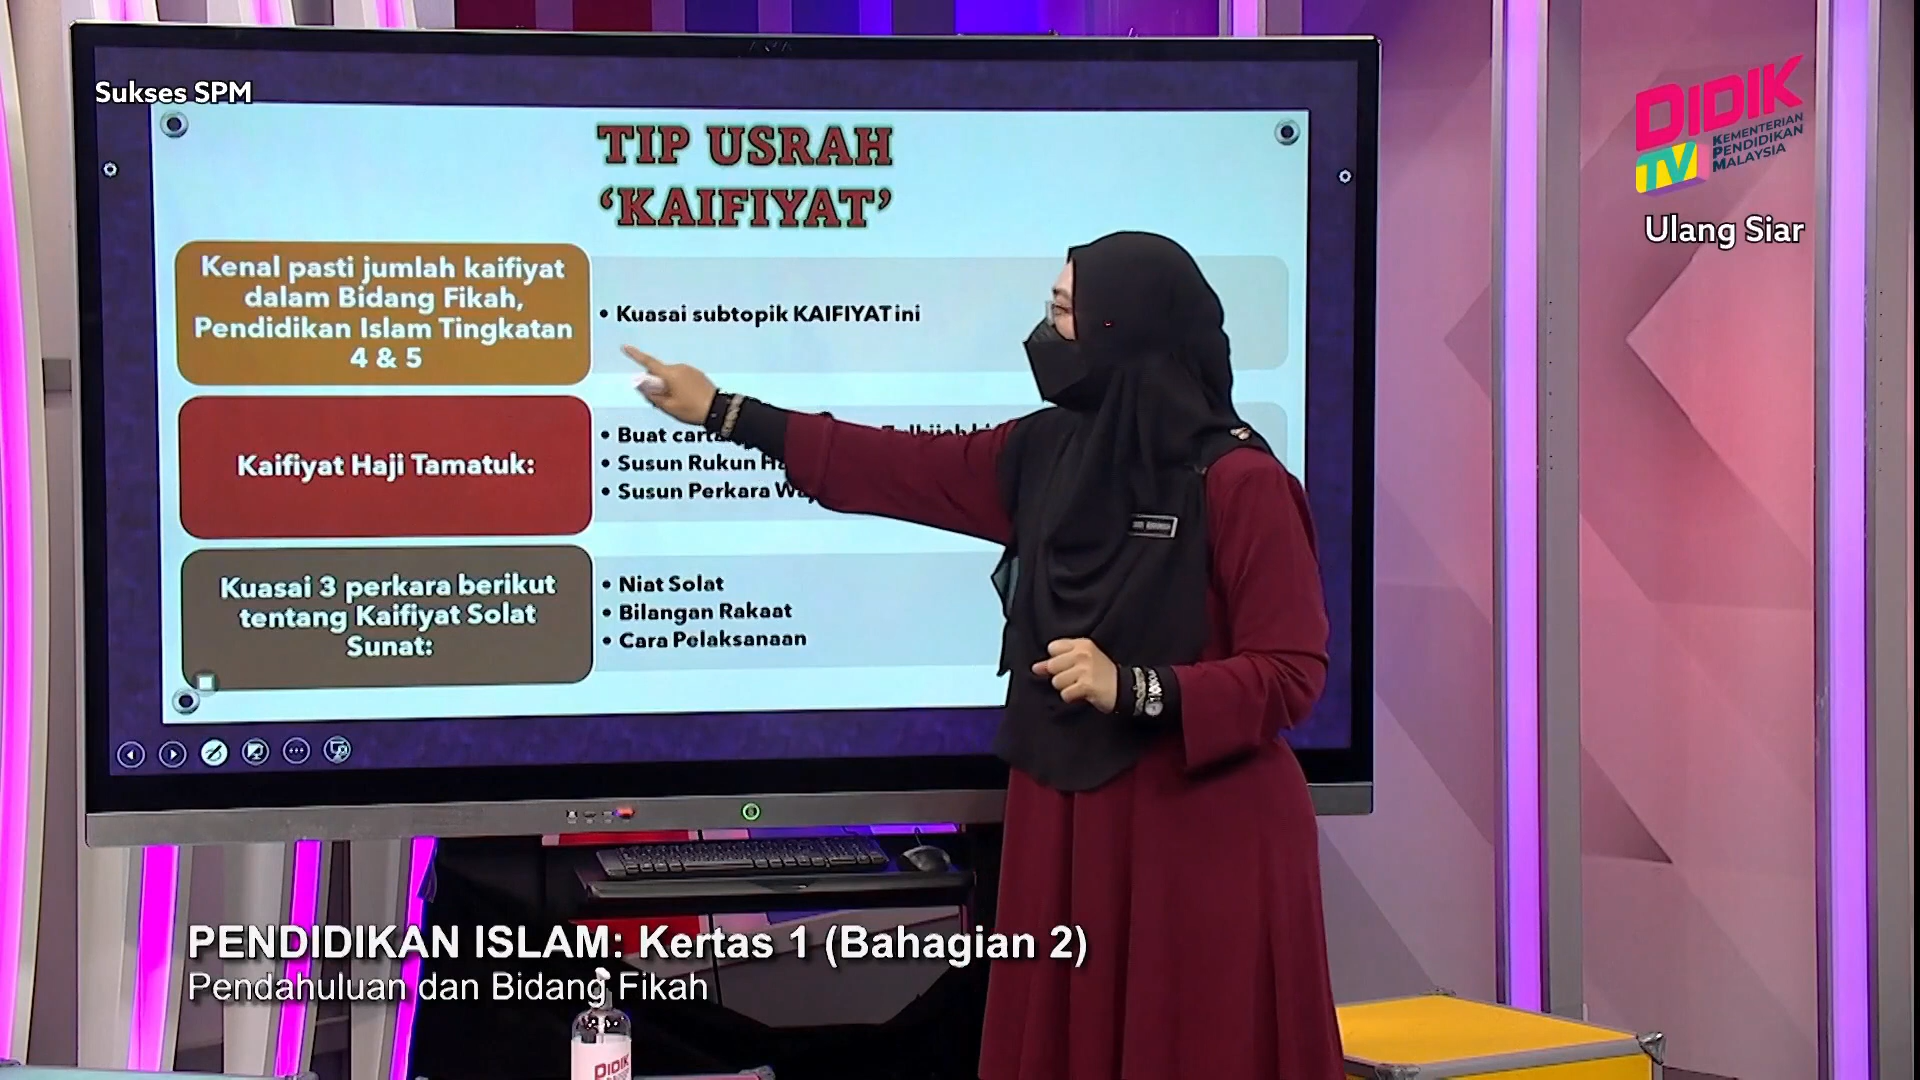 Sukses SPM
TIP USRAH
‘KAIFIYAT’
Kenal pasti jumlah kaifiyat
dalam Bidang Fikah,
Pendidikan Islam Tingkatan
4 & 5
• Kuasai subtopik KAIFIYAT ini
Kaifiyat Haji Tamatuk:
• Buat
• Susun Rukun
• Susun Perkara
Kuasai 3 perkara berikut
tentang Kaifiyat Solat
Sunat:
• Niat Solat
• Bilangan Rakaat
• Cara Pelaksanaan
DIDIK
TV
KEMENTERIAN
PENDIDIKAN
MALAYSIA
Ulang Siar
PENDIDIKAN ISLAM: Kertas 1 (Bahagian 2)
Pendahuluan dan Bidang Fikah
DIDIK